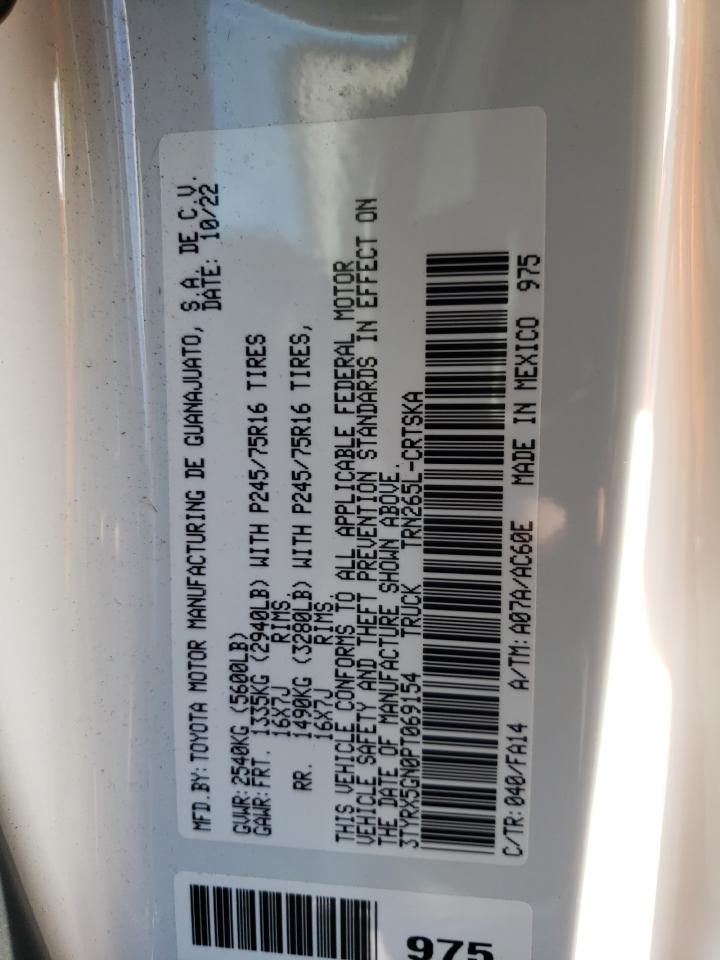 MFD.BY:TOYOTA MOTOR MANUFACTURING DE GUANAJUATO, S.A. DE C.V.
DATE: 10/22
GVWR:2540KG (5600LB)
GAWR:FRT. 1335KG (2940LB) WITH P245/75R16 TIRES
16X7J RIMS.
RR. 1490KG (3280LB) WITH P245/75R16 TIRES,
16X7J RIMS.
THIS VEHICLE CONFORMS TO ALL APPLICABLE FEDERAL MOTOR
VEHICLE SAFETY AND THEFT PREVENTION STANDARDS IN EFFECT ON
THE DATE OF MANUFACTURE SHOWN ABOVE.
3TYRX5GN0PT069154 TRUCK TRN265L-CRTSKA
C/TR:040/FA14 A/TM:A07A/AC60E MADE IN MEXICO 975
975